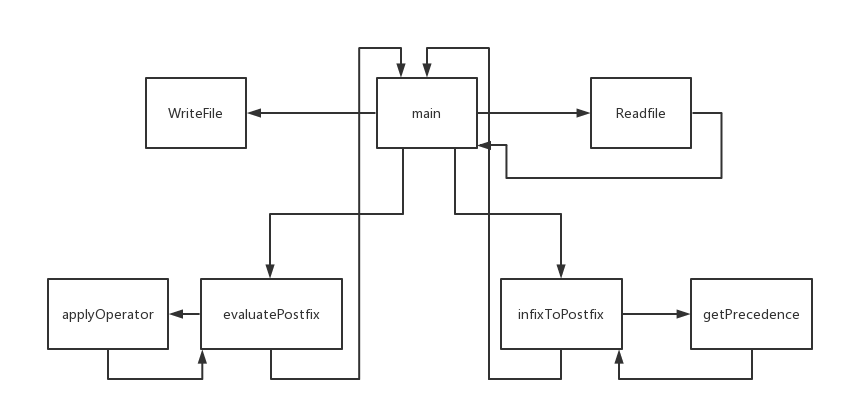 WriteFile
main
Readfile
applyOperator
evaluatePostfix
infixToPostfix
getPrecedence